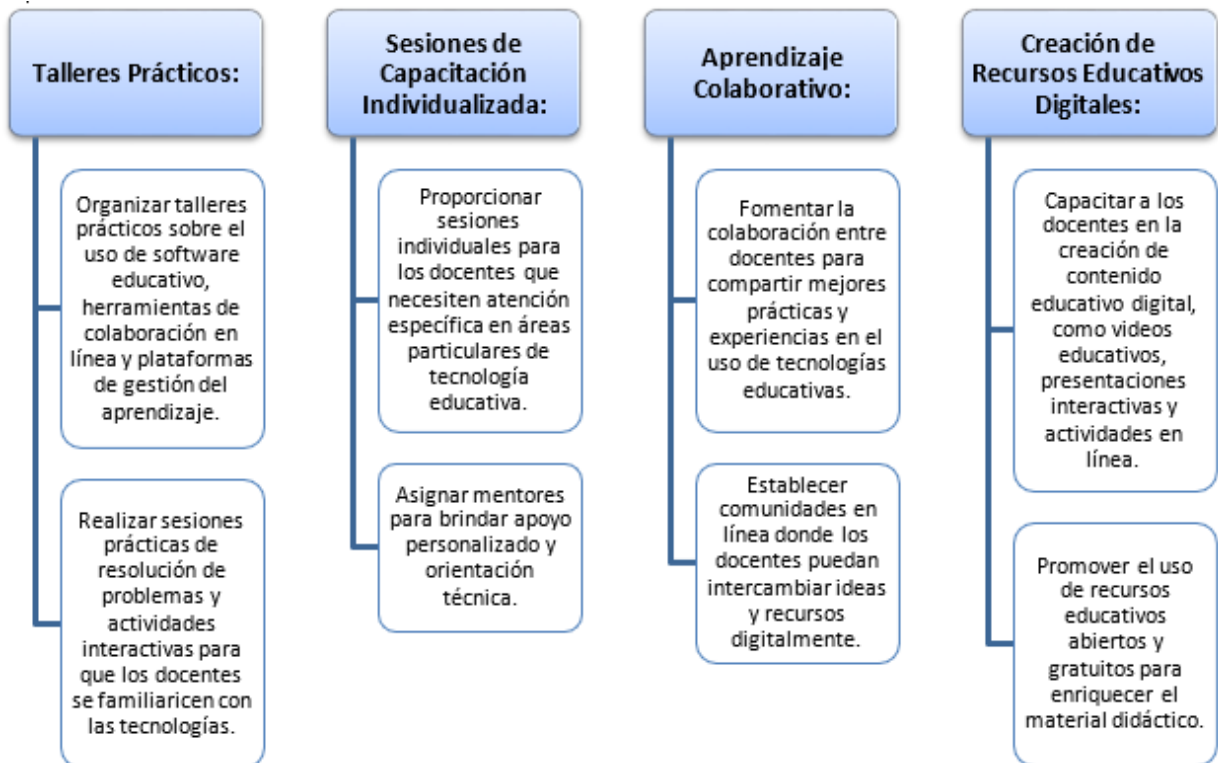 Talleres Prácticos:
Organizar talleres
prácticos sobre el
uso de software
educativo,
herramientas de
colaboración en
línea y plataformas
de gestión del
aprendizaje.
Realizar sesiones
prácticas de
resolución de
problemas y
actividades
interactivas para
que los docentes
se familiaricen con
las tecnologías.
Sesiones de
Capacitación
Individualizada:
Proporcionar
sesiones
individuales para
los docentes que
necesiten atención
específica en áreas
particulares de
tecnología
educativa.
Asignar mentores
para brindar apoyo
personalizado y
orientación
técnica.
Aprendizaje
Colaborativo:
Fomentar la
colaboración entre
docentes para
compartir mejores
prácticas y
experiencias en el
uso de tecnologías
educativas.
Establecer
comunidades en
línea donde los
docentes puedan
intercambiar ideas
y recursos
digitalmente.
Creación de
Recursos Educativos
Digitales:
Capacitar a los
docentes en la
creación de
contenido
educativo digital,
como videos
educativos,
presentaciones
interactivas y
actividades en
línea.
Promover el uso
de recursos
educativos
abiertos y
gratuitos para
enriquecer el
material didáctico.